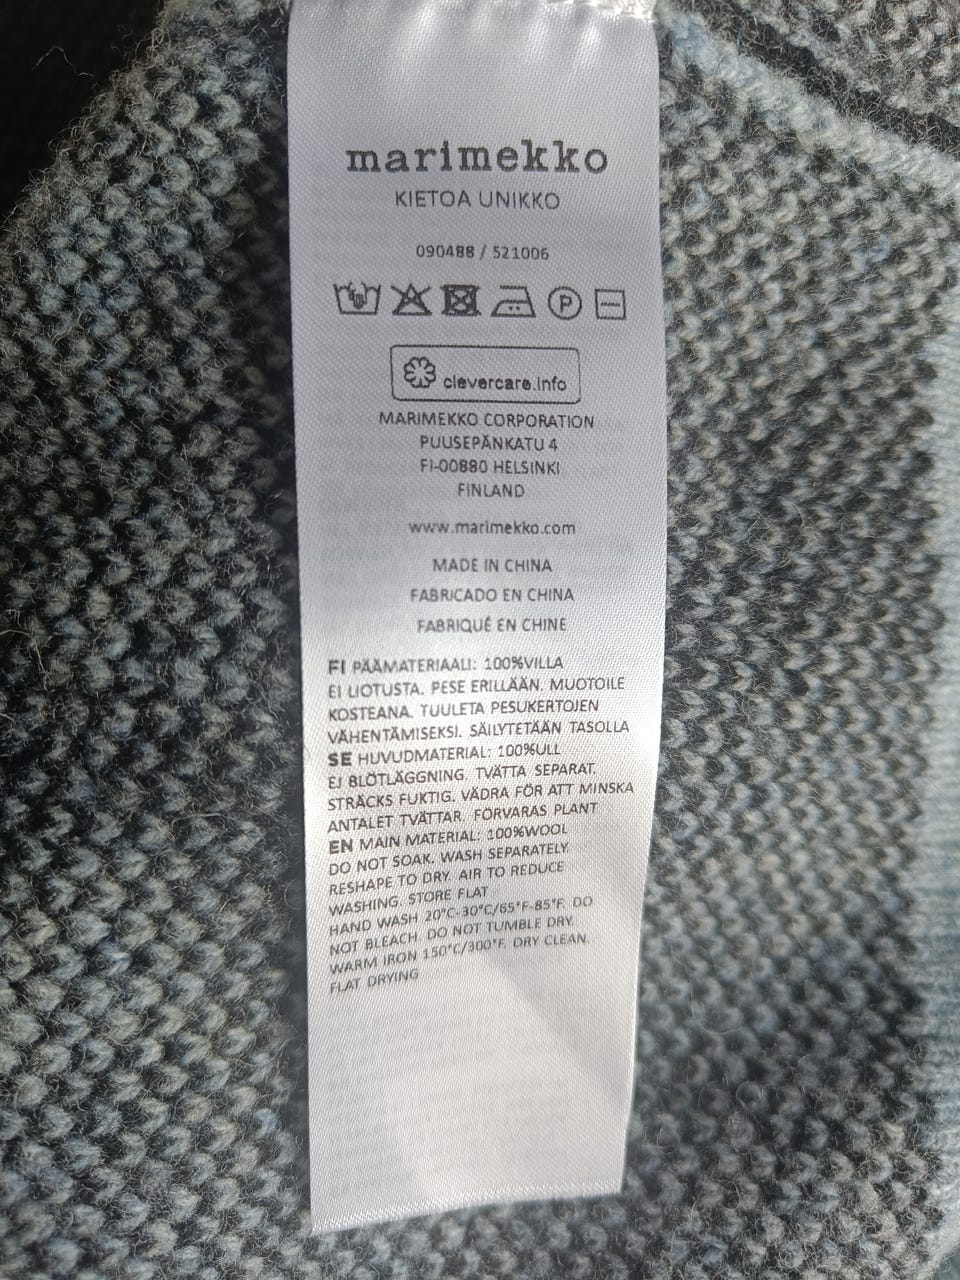 marimekko
KIETOA UNIKKO
090488 / 521006
P
clevercare.info
MARIMEKKO CORPORATION
PUUSEPÄNKATU 4
FI-00880 HELSINKI
FINLAND
www.marimekko.com
MADE IN CHINA
FABRICADO EN CHINA
FABRIQUÉ EN CHINE
FI PÄÄMATERIAALI: 100%VILLA
EI LIOTUSTA. PESE ERILLÄÄN. MUOTOILE
KOSTEANA. TUULETA PESUKERTOJEN
VÄHENTÄMISEKSI. SÄILYTETÄÄN TASOLLA
SE HUVUDMATERIAL: 100%ULL
EJ BLÖTLÄGGNING. TVÄTTA SEPARAT.
STRÄCKS FUKTIG. VÄDRA FÖR ATT MINSKA
ANTALET TVÄTTAR. FÖRVARAS PLANT
EN MAIN MATERIAL: 100%WOOL
DO NOT SOAK. WASH SEPARATELY.
RESHAPE TO DRY. AIR TO REDUCE
WASHING. STORE FLAT
HAND WASH 20°C-30°C/65°F-85°F. DO
NOT BLEACH. DO NOT TUMBLE DRY.
WARM IRON 150°C/300°F. DRY CLEAN.
FLAT DRYING